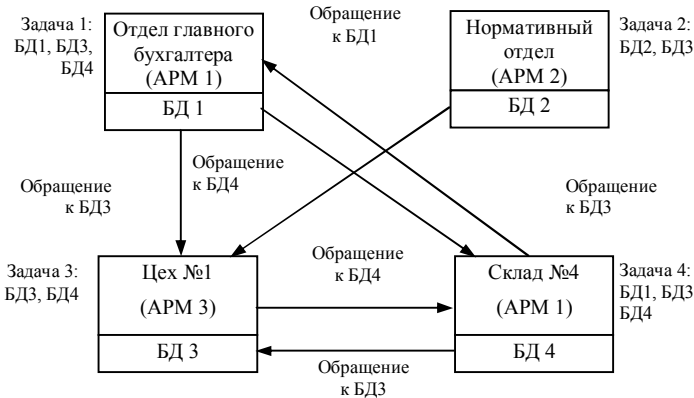 Задача 1:
БД1, БД3,
БД4
Отдел главного
бухгалтера
(АРМ 1)
БД 1
Обращение
к БД1
Нормативный
отдел
(АРМ 2)
БД 2
Задача 2:
БД2, БД3
Обращение
к БД3
Обращение
к БД4
Обращение
к БД3
Задача 3:
БД3, БД4
Цех №1
(АРМ 3)
БД 3
Обращение
к БД4
Склад №4
(АРМ 1)
БД 4
Задача 4:
БД1, БД3
БД4
Обращение
к БД3